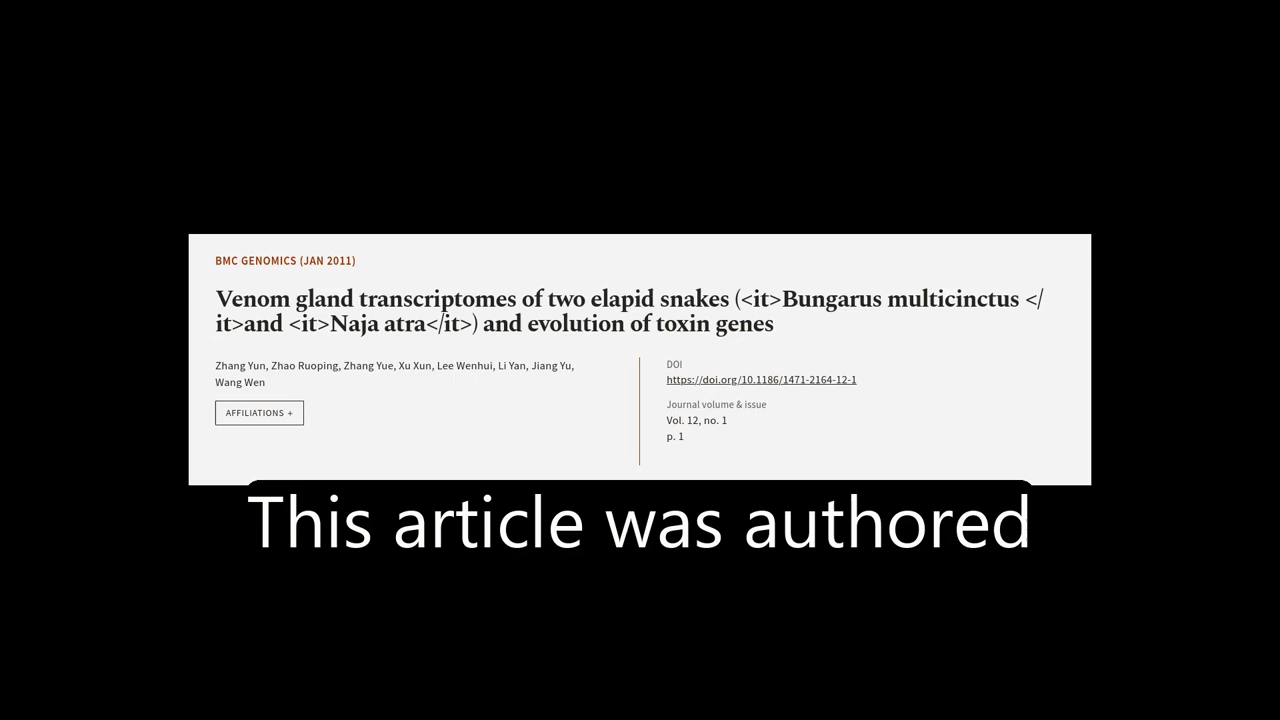 BMC GENOMICS (JAN 2011)
Venom gland transcriptomes of two elapid snakes (<it>Bungarus multicinctus </
it>and <it>Naja atra</it>) and evolution of toxin genes
Zhang Yun, Zhao Ruoping, Zhang Yue, Xu Xun, Lee Wenhui, Li Yan, Jiang Yu,
Wang Wen
AFFILIATIONS +
DOI
https://doi.org/10.1186/1471-2164-12-1
Journal volume & issue
Vol. 12, no. 1
p. 1
This article was authored